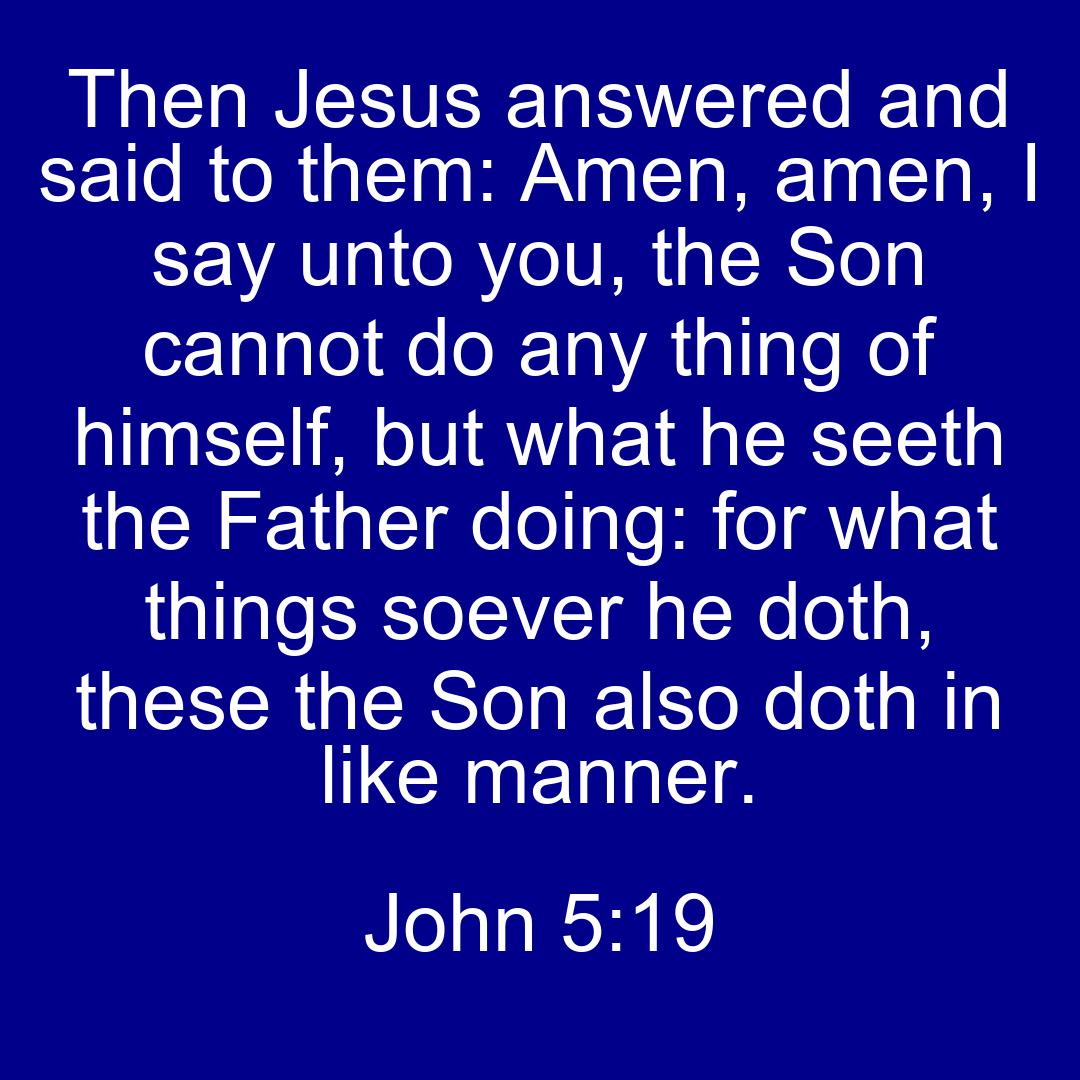 Then Jesus answered and
said to them: Amen, amen, I
say unto you, the Son
cannot do any thing of
himself, but what he seeth
the Father doing: for what
things soever he doth,
these the Son also doth in
like manner.
John 5:19